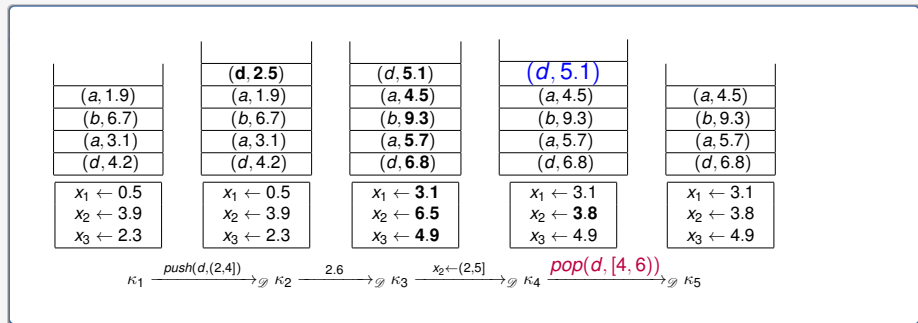 (d, 2.5) (d, 5.1) (d, 5.1)
(a, 1.9) (a, 1.9) (a, 4.5) (a, 4.5) (a, 4.5)
(b, 6.7) (b, 6.7) (b, 9.3) (b, 9.3) (b, 9.3)
(a, 3.1) (a, 3.1) (a, 5.7) (a, 5.7) (a, 5.7)
(d, 4.2) (d, 4.2) (d, 6.8) (d, 6.8) (d, 6.8)
x₁ ← 0.5 x₁ ← 0.5 x₁ ← 3.1 x₁ ← 3.1 x₁ ← 3.1
x₂ ← 3.9 x₂ ← 3.9 x₂ ← 6.5 x₂ ← 3.8 x₂ ← 3.8
x₃ ← 2.3 x₃ ← 2.3 x₃ ← 4.9 x₃ ← 4.9 x₃ ← 4.9
κ₁ push(d,(2,4]) 𝒟 κ₂ 2.6 𝒟 κ₃ x₂←(2,5] 𝒟 κ₄ pop(d, [4, 6)) 𝒟 κ₅